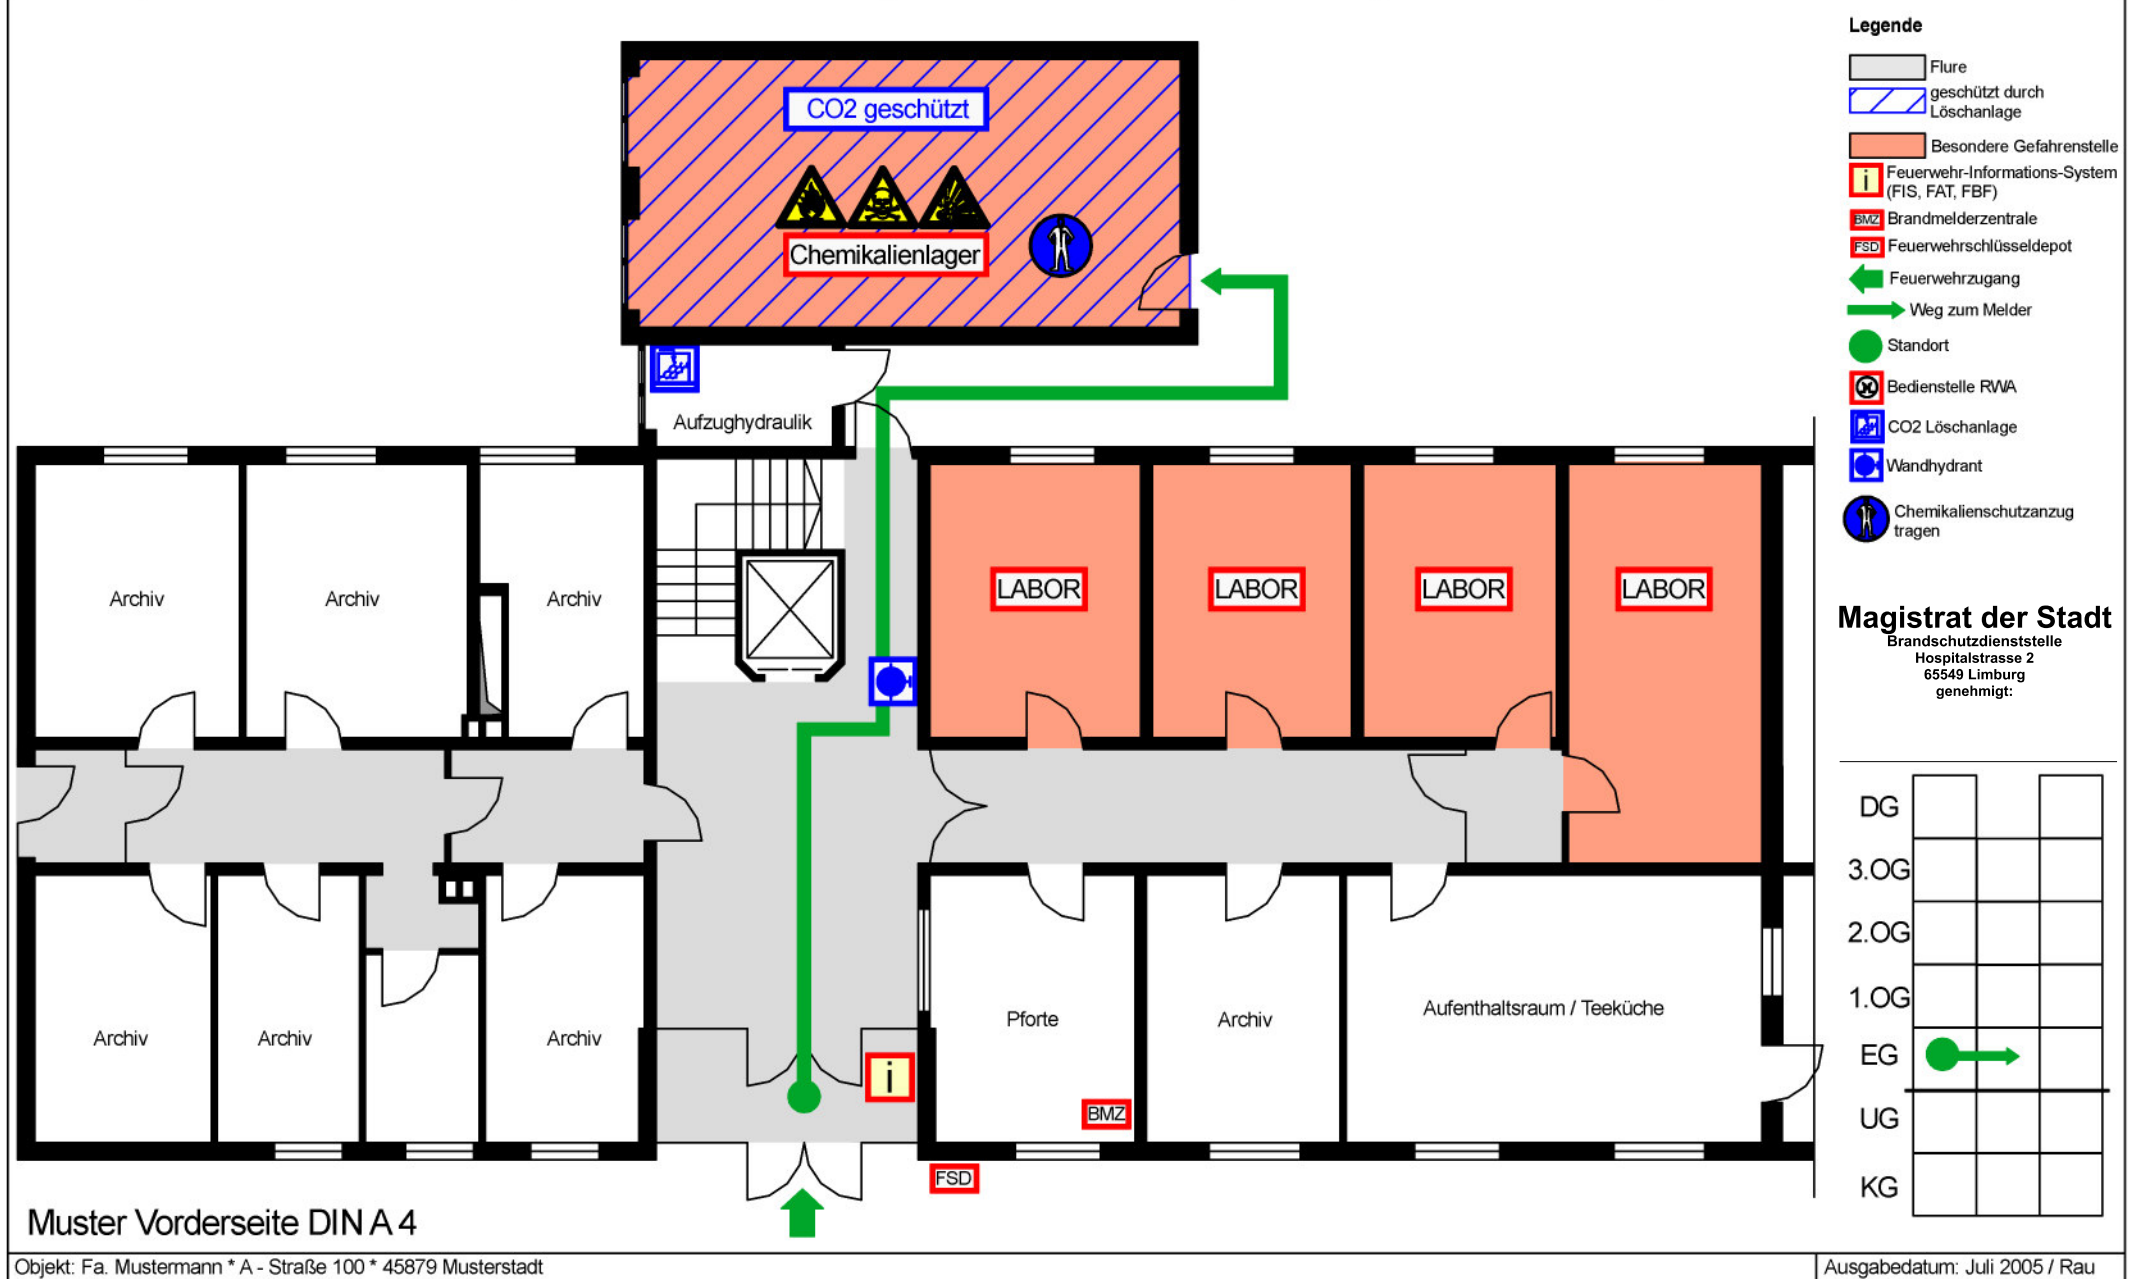 CO2 geschützt
Chemikalienlager
Aufzughydraulik
Archiv
Archiv
Archiv
LABOR
LABOR
LABOR
LABOR
Archiv
Archiv
Archiv
Pforte
Archiv
Aufenthaltsraum / Teeküche
i
BMZ
FSD
Muster Vorderseite DIN A 4
Objekt: Fa. Mustermann * A - Straße 100 * 45879 Musterstadt
Legende
Flure
geschützt durch
Löschanlage
Besondere Gefahrenstelle
i
Feuerwehr-Informations-System
(FIS, FAT, FBF)
BMZ Brandmelderzentrale
FSD Feuerwehrschlüsseldepot
Feuerwehrzugang
Weg zum Melder
Standort
Bedienstelle RWA
CO2 Löschanlage
Wandhydrant
Chemikalienschutzanzug
tragen
Magistrat der Stadt
Brandschutzdienststelle
Hospitalstrasse 2
65549 Limburg
genehmigt:
DG
3.OG
2.OG
1.OG
EG
UG
KG
Ausgabedatum: Juli 2005 / Rau